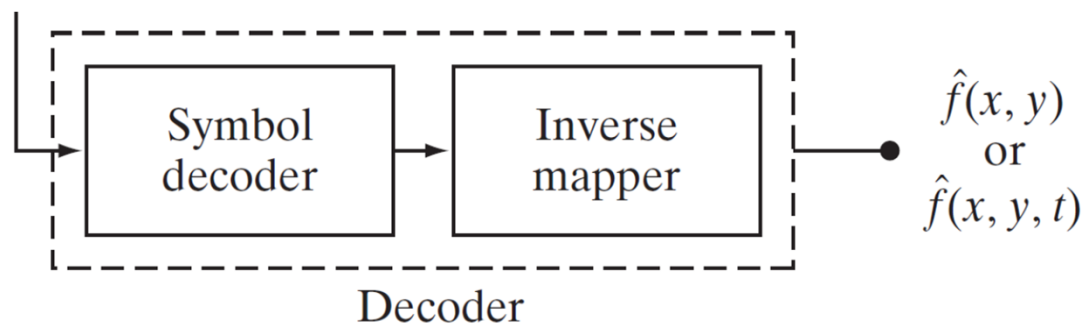 Symbol
decoder
Inverse
mapper
f̂(x, y)
or
f̂(x, y, t)
Decoder